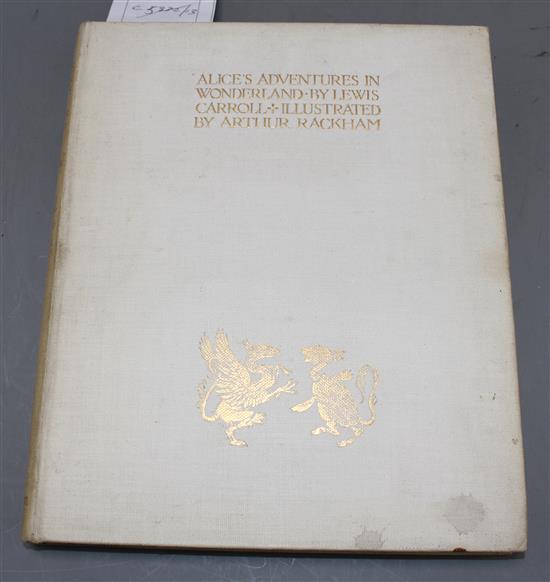 ALICE'S ADVENTURES IN
WONDERLAND · BY LEWIS
CARROLL ✢ ILLUSTRATED
BY ARTHUR RACKHAM